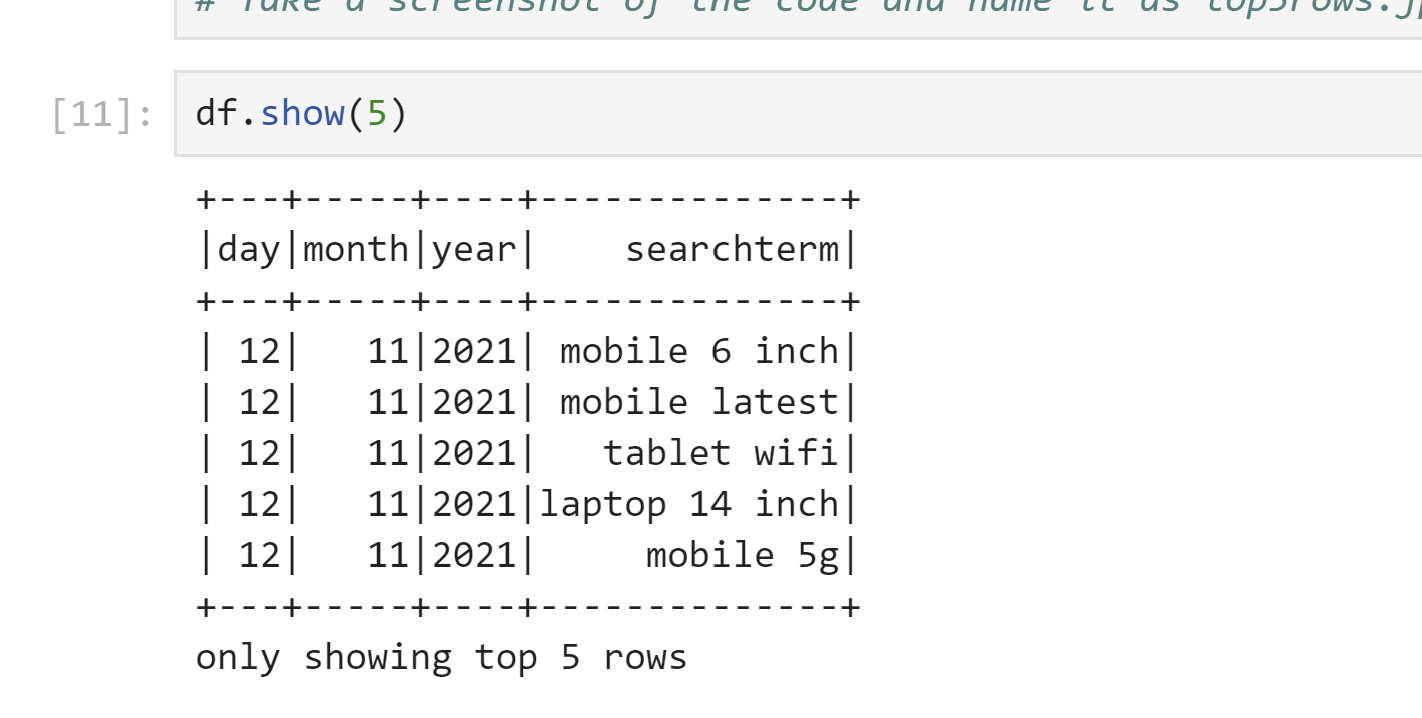 # Take a screenshot of the code and name it as top5rows.jp
[11]: df.show(5)
+---+-----+----+--------------+
|day|month|year|    searchterm|
+---+-----+----+--------------+
| 12|   11|2021| mobile 6 inch|
| 12|   11|2021| mobile latest|
| 12|   11|2021|   tablet wifi|
| 12|   11|2021|laptop 14 inch|
| 12|   11|2021|     mobile 5g|
+---+-----+----+--------------+
only showing top 5 rows